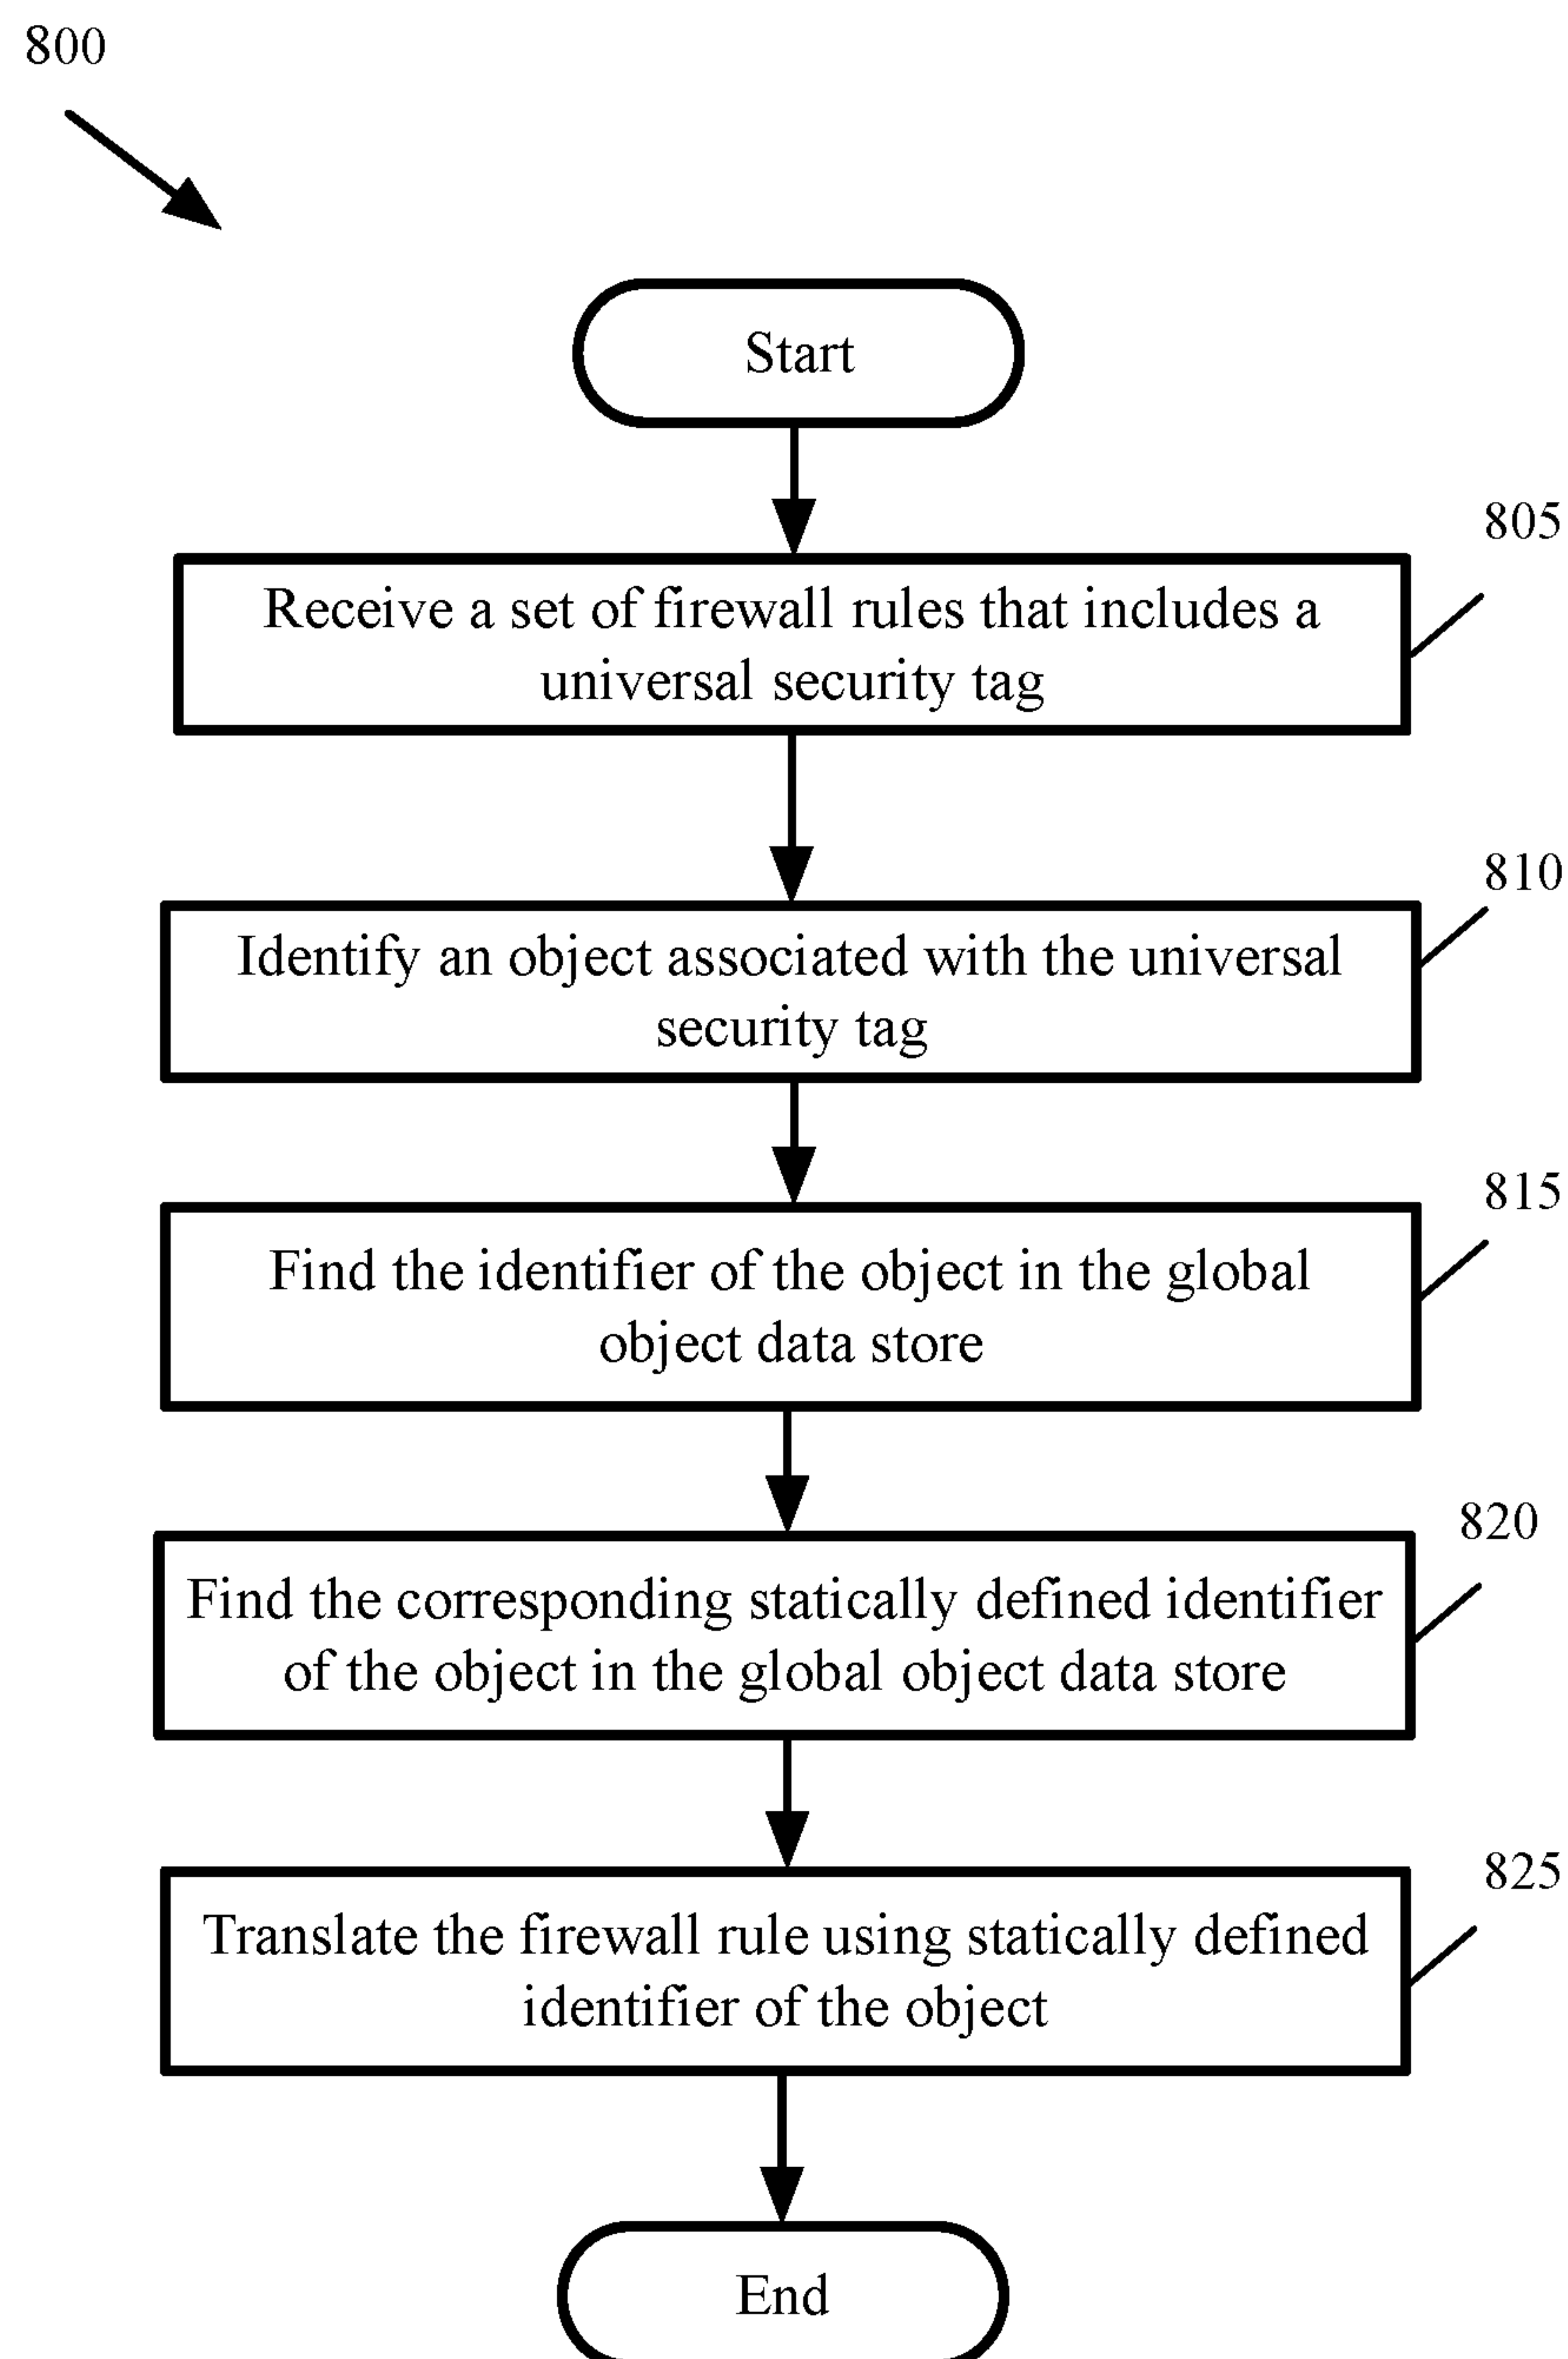 800
Start
805
Receive a set of firewall rules that includes a
universal security tag
810
Identify an object associated with the universal
security tag
815
Find the identifier of the object in the global
object data store
820
Find the corresponding statically defined identifier
of the object in the global object data store
825
Translate the firewall rule using statically defined
identifier of the object
End